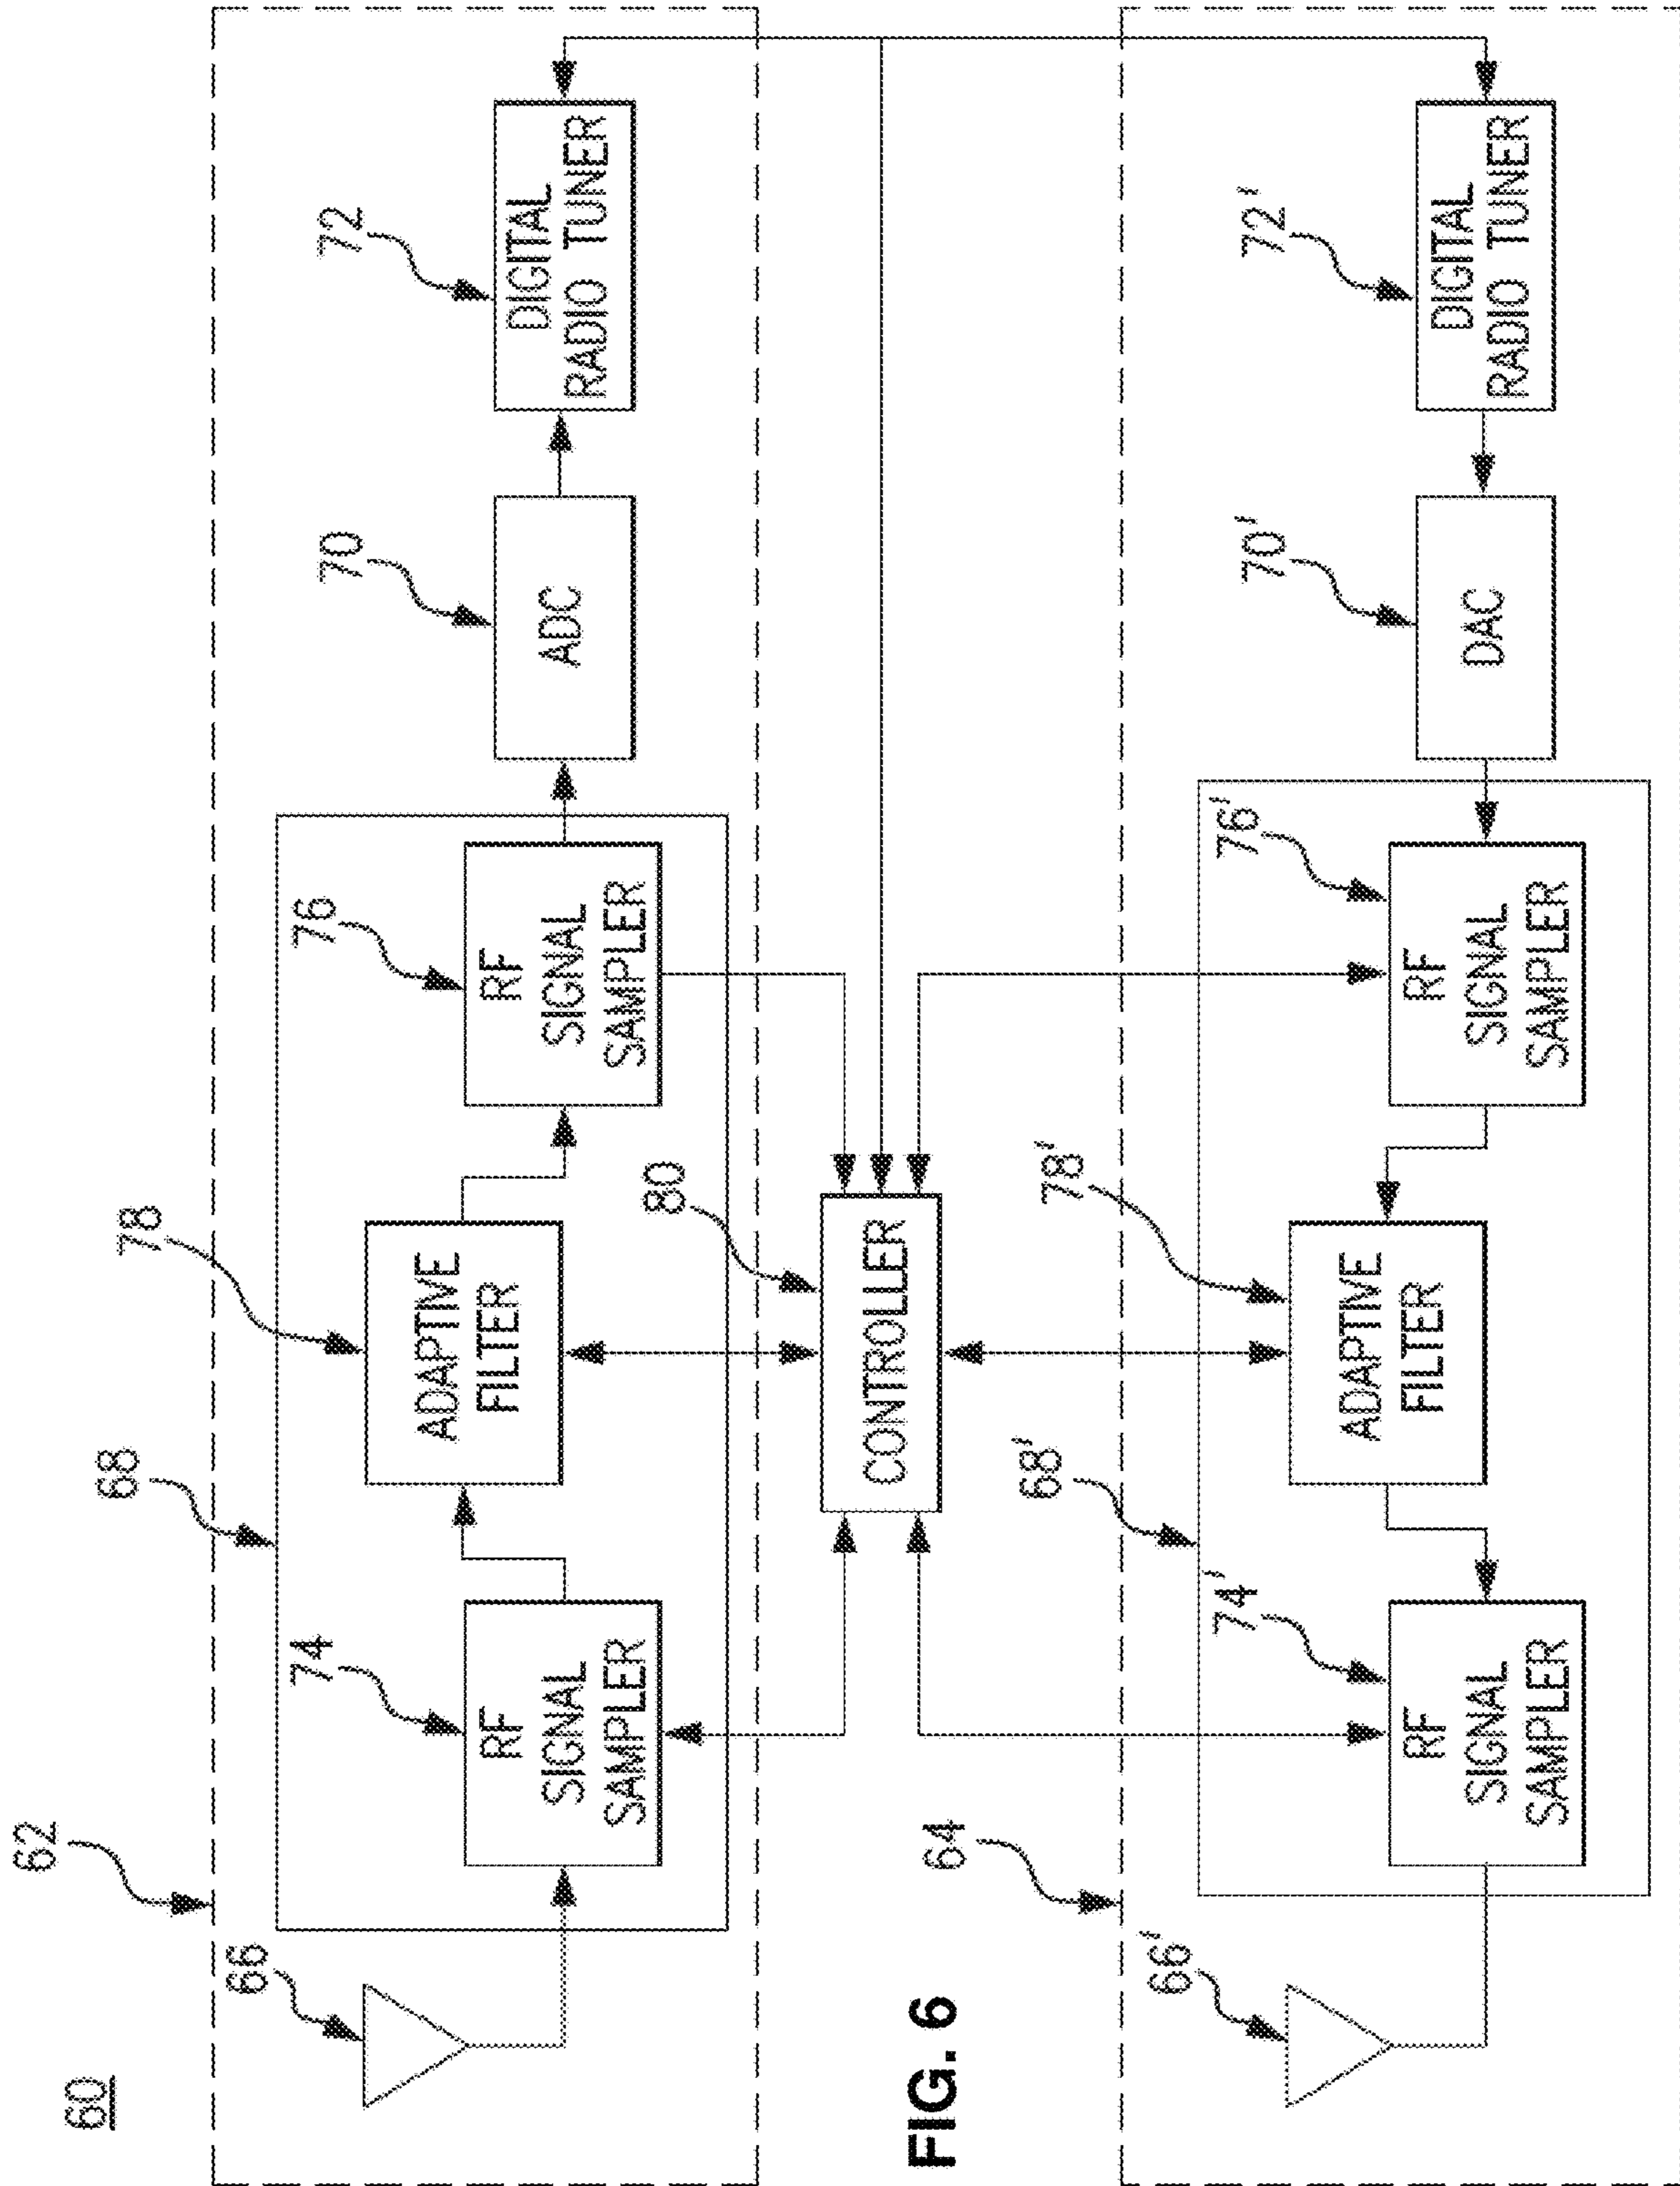 60
62
66
68
74
RF
SIGNAL
SAMPLER
78
ADAPTIVE
FILTER
76
RF
SIGNAL
SAMPLER
70
ADC
72
DIGITAL
RADIO TUNER
80
CONTROLLER
FIG. 6
64
66'
68'
74'
RF
SIGNAL
SAMPLER
78'
ADAPTIVE
FILTER
76'
RF
SIGNAL
SAMPLER
70'
DAC
72'
DIGITAL
RADIO TUNER